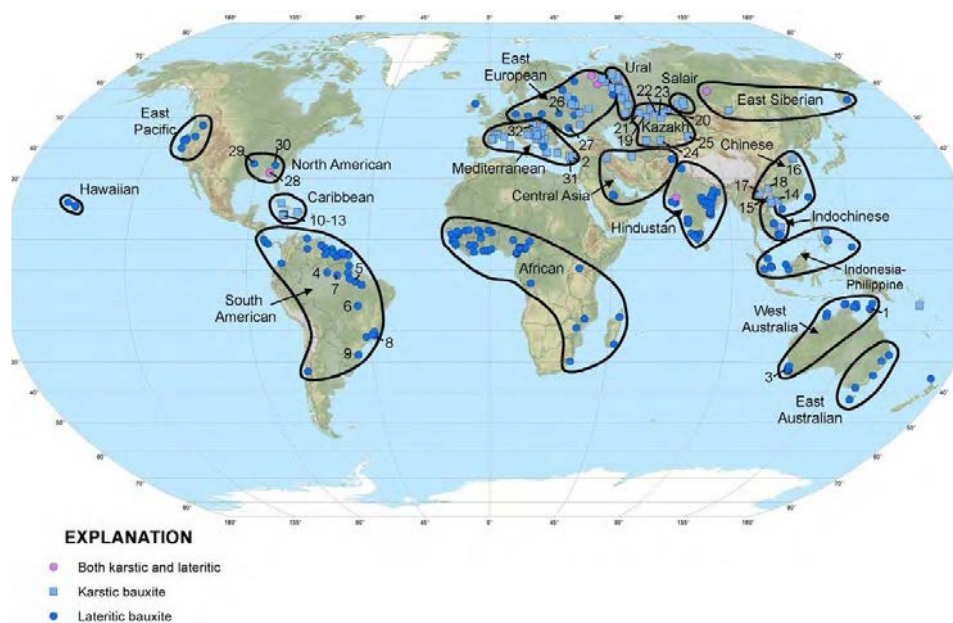 East
European
Ural
Salair
22
23
East Siberian
26
20
East
Pacific
21
Kazakh
25
32
27
19
24
Chinese
Mediterranean
2
29
30
North American
31
16
28
Central Asia
17
18
Hawaiian
Caribbean
14
15
10-13
Hindustan
Indochinese
African
Indonesia-
Philippine
5
4
7
South
American
6
West
Australia
1
8
9
3
East
Australian
EXPLANATION
Both karstic and lateritic
Karstic bauxite
Lateritic bauxite